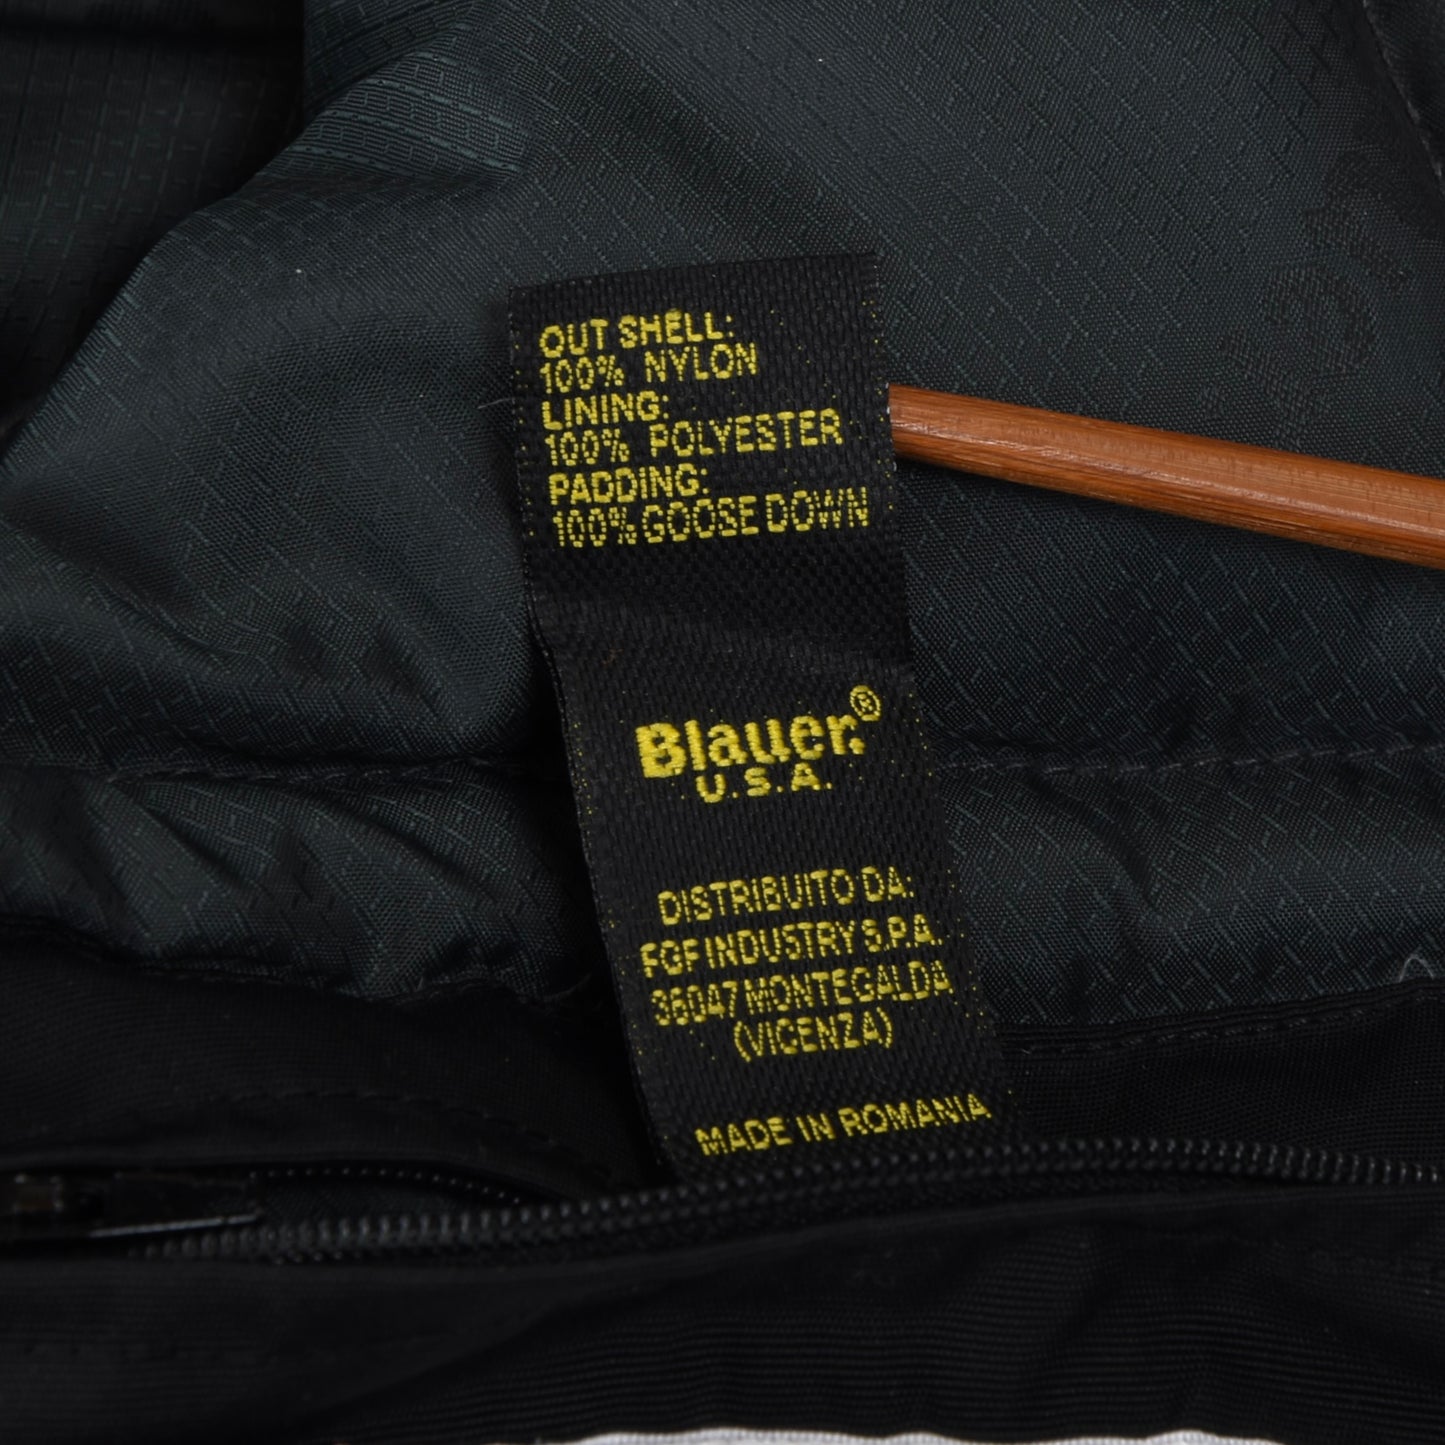 OUT SHELL:
100% NYLON
LINING:
100% POLYESTER
PADDING:
100% GOOSE DOWN
Blauer.®
U.S.A.
DISTRIBUITO DA:
FGF INDUSTRY S.P.A.
36047 MONTEGALDA
(VICENZA)
MADE IN ROMANIA